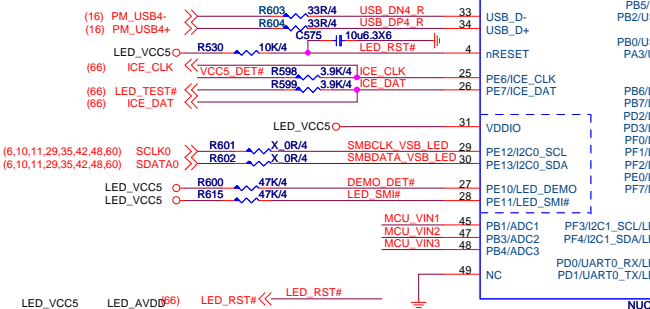 PB5/
(16) PM_USB4- R603 33R/4 USB_DN4_R 33 USB_D- PB2/U
(16) PM_USB4+ R604 33R/4 USB_DP4_R 34 USB_D+
C575 10u6.3X6 PB0/U
LED_VCC5 R530 10K/4 LED_RST# 4 nRESET PA3/
(66) ICE_CLK
VCC5_DET# R598 3.9K/4 ICE_CLK 25 PE6/ICE_CLK
(66) LED_TEST# R599 3.9K/4 ICE_DAT 26 PE7/ICE_DAT PB6/
(66) ICE_DAT PB7/
PD2/
LED_VCC5 31 VDDIO PD3/
PF0/
(6,10,11,29,35,42,48,60) SCLK0 R601 X_0R/4 SMBCLK_VSB_LED 29 PE12/I2C0_SCL PF1/
(6,10,11,29,35,42,48,60) SDATA0 R602 X_0R/4 SMBDATA_VSB_LED 30 PE13/I2C0_SDA PF2/
PE0/
LED_VCC5 R600 47K/4 DEMO_DET# 27 PE10/LED_DEMO PF7/
LED_VCC5 R615 47K/4 LED_SMI# 28 PE11/LED_SMI#
MCU_VIN1 45 PB1/ADC1 PF3/I2C1_SCL/L
MCU_VIN2 47 PB3/ADC2 PF4/I2C1_SDA/L
MCU_VIN3 48 PB4/ADC3
PD0/UART0_RX/L
49 NC PD1/UART0_TX/L
LED_VCC5 LED_AVDD (66) LED_RST# LED_RST#
NUC